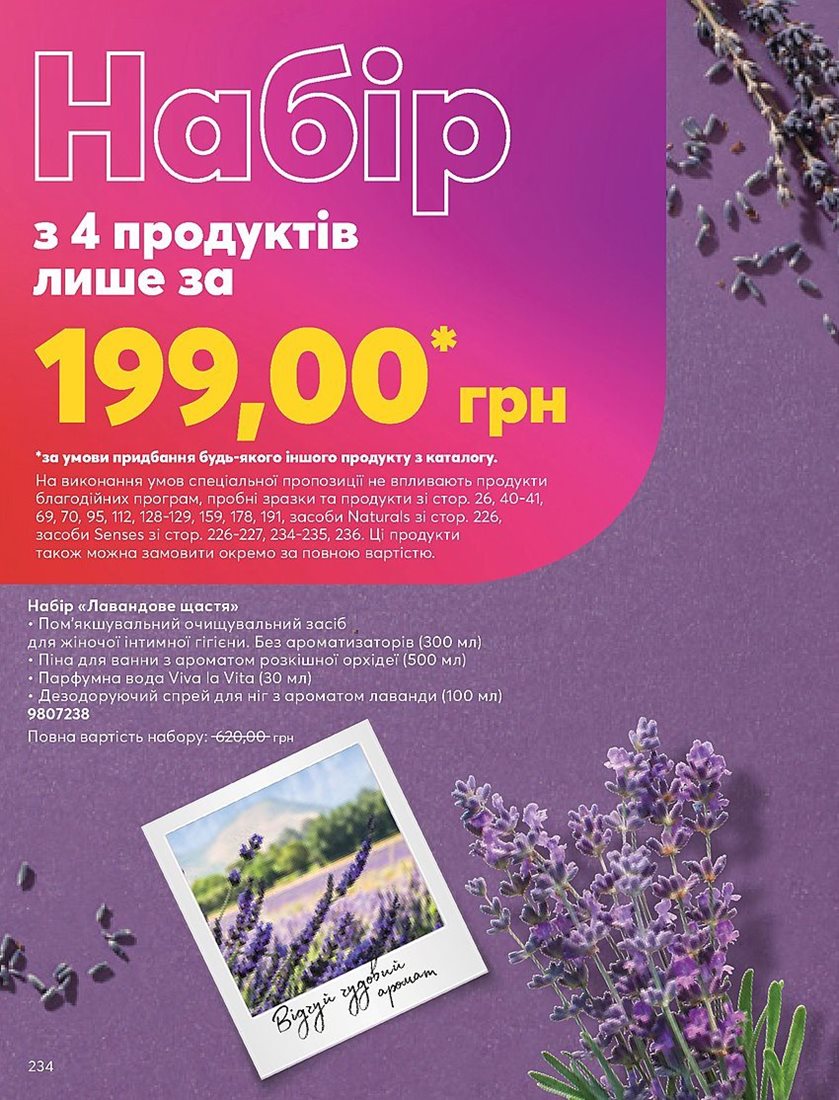 Набір
з 4 продуктів
лише за
199,00*грн
*за умови придбання будь-якого іншого продукту з каталогу.
На виконання умов спеціальної пропозиції не впливають продукти
благодійних програм, пробні зразки та продукти зі стор. 26, 40-41,
69, 70, 95, 112, 128-129, 159, 178, 191, засоби Naturals зі стор. 226,
засоби Senses зі стор. 226-227, 234-235, 236. Ці продукти
також можна замовити окремо за повною вартістю.
Набір «Лавандове щастя»
• Пом'якшувальний очищувальний засіб
для жіночої інтимної гігієни. Без ароматизаторів (300 мл)
• Піна для ванни з ароматом розкішної орхідеї (500 мл)
• Парфумна вода Viva la Vita (30 мл)
• Дезодоруючий спрей для ніг з ароматом лаванди (100 мл)
9807238
Повна вартість набору: 620,00 грн
Відчуй чудовий
аромат
234